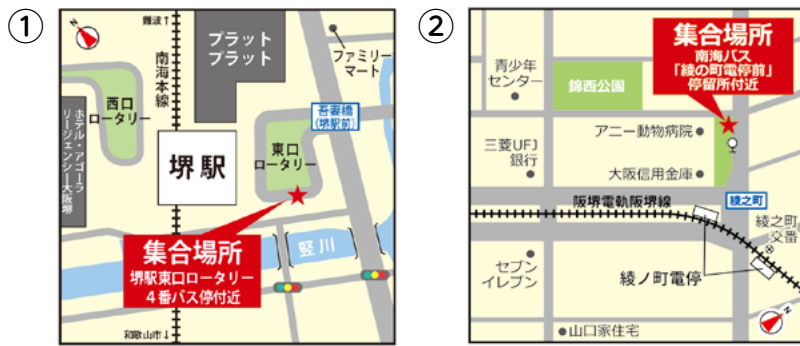 ①
難波↑
南海本線
プラット
プラット
ファミリー
マート
西口
ロータリー
ホテル・アゴーラ
リージェンシー大阪堺
吾妻橋
(堺駅前)
東口
ロータリー
堺駅
集合場所
堺駅東口ロータリー
4番バス停付近
竪川
和歌山市↓
N
②
集合場所
南海バス
「綾の町電停前」
停留所付近
青少年
センター
錦西公園
アニー動物病院
三菱UFJ
銀行
大阪信用金庫
綾之町
阪堺電軌阪堺線
綾之町
交番
セブン
イレブン
綾ノ町電停
山口家住宅
N